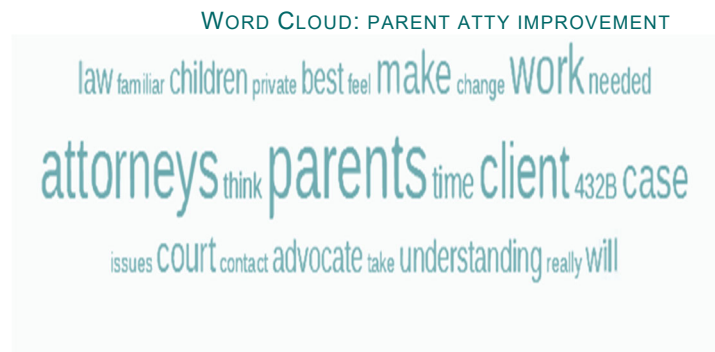 WORD CLOUD: PARENT ATTY IMPROVEMENT
law familiar children private best feel make change work needed
attorneys think parents time client 432B case
issues court contact advocate take understanding really will